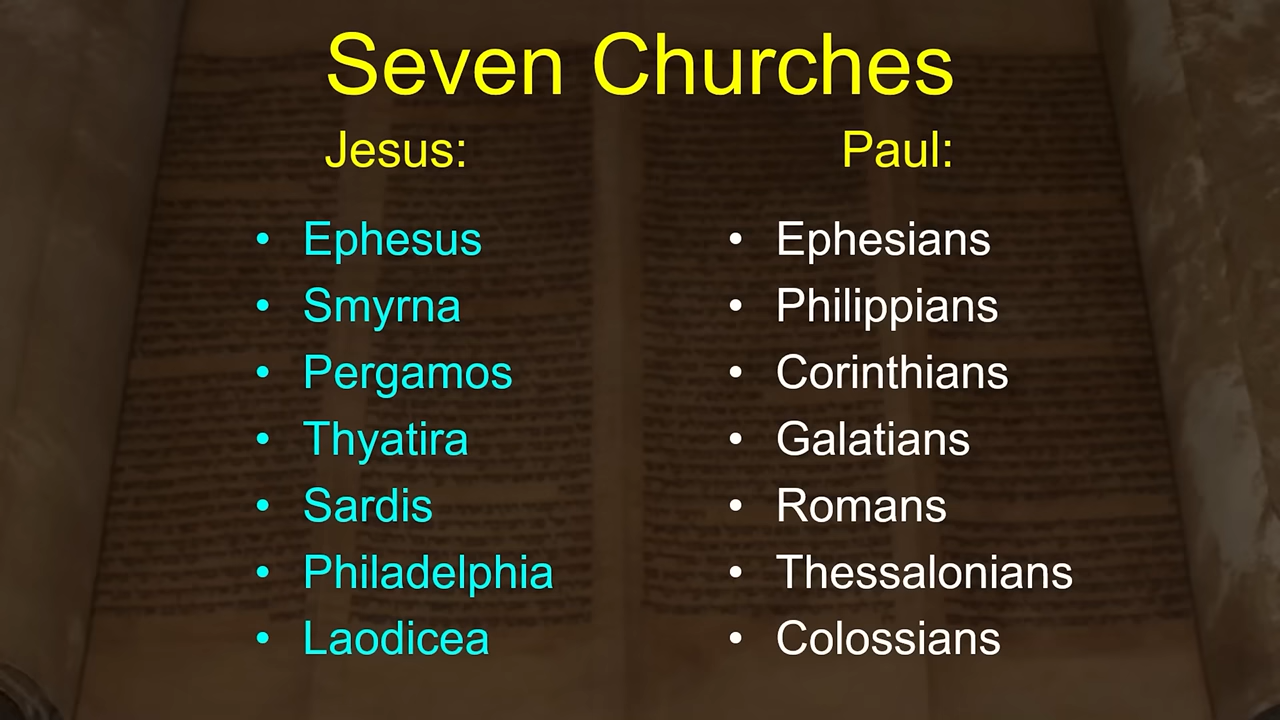 Seven Churches
Jesus:
• Ephesus
• Smyrna
• Pergamos
• Thyatira
• Sardis
• Philadelphia
• Laodicea
Paul:
• Ephesians
• Philippians
• Corinthians
• Galatians
• Romans
• Thessalonians
• Colossians